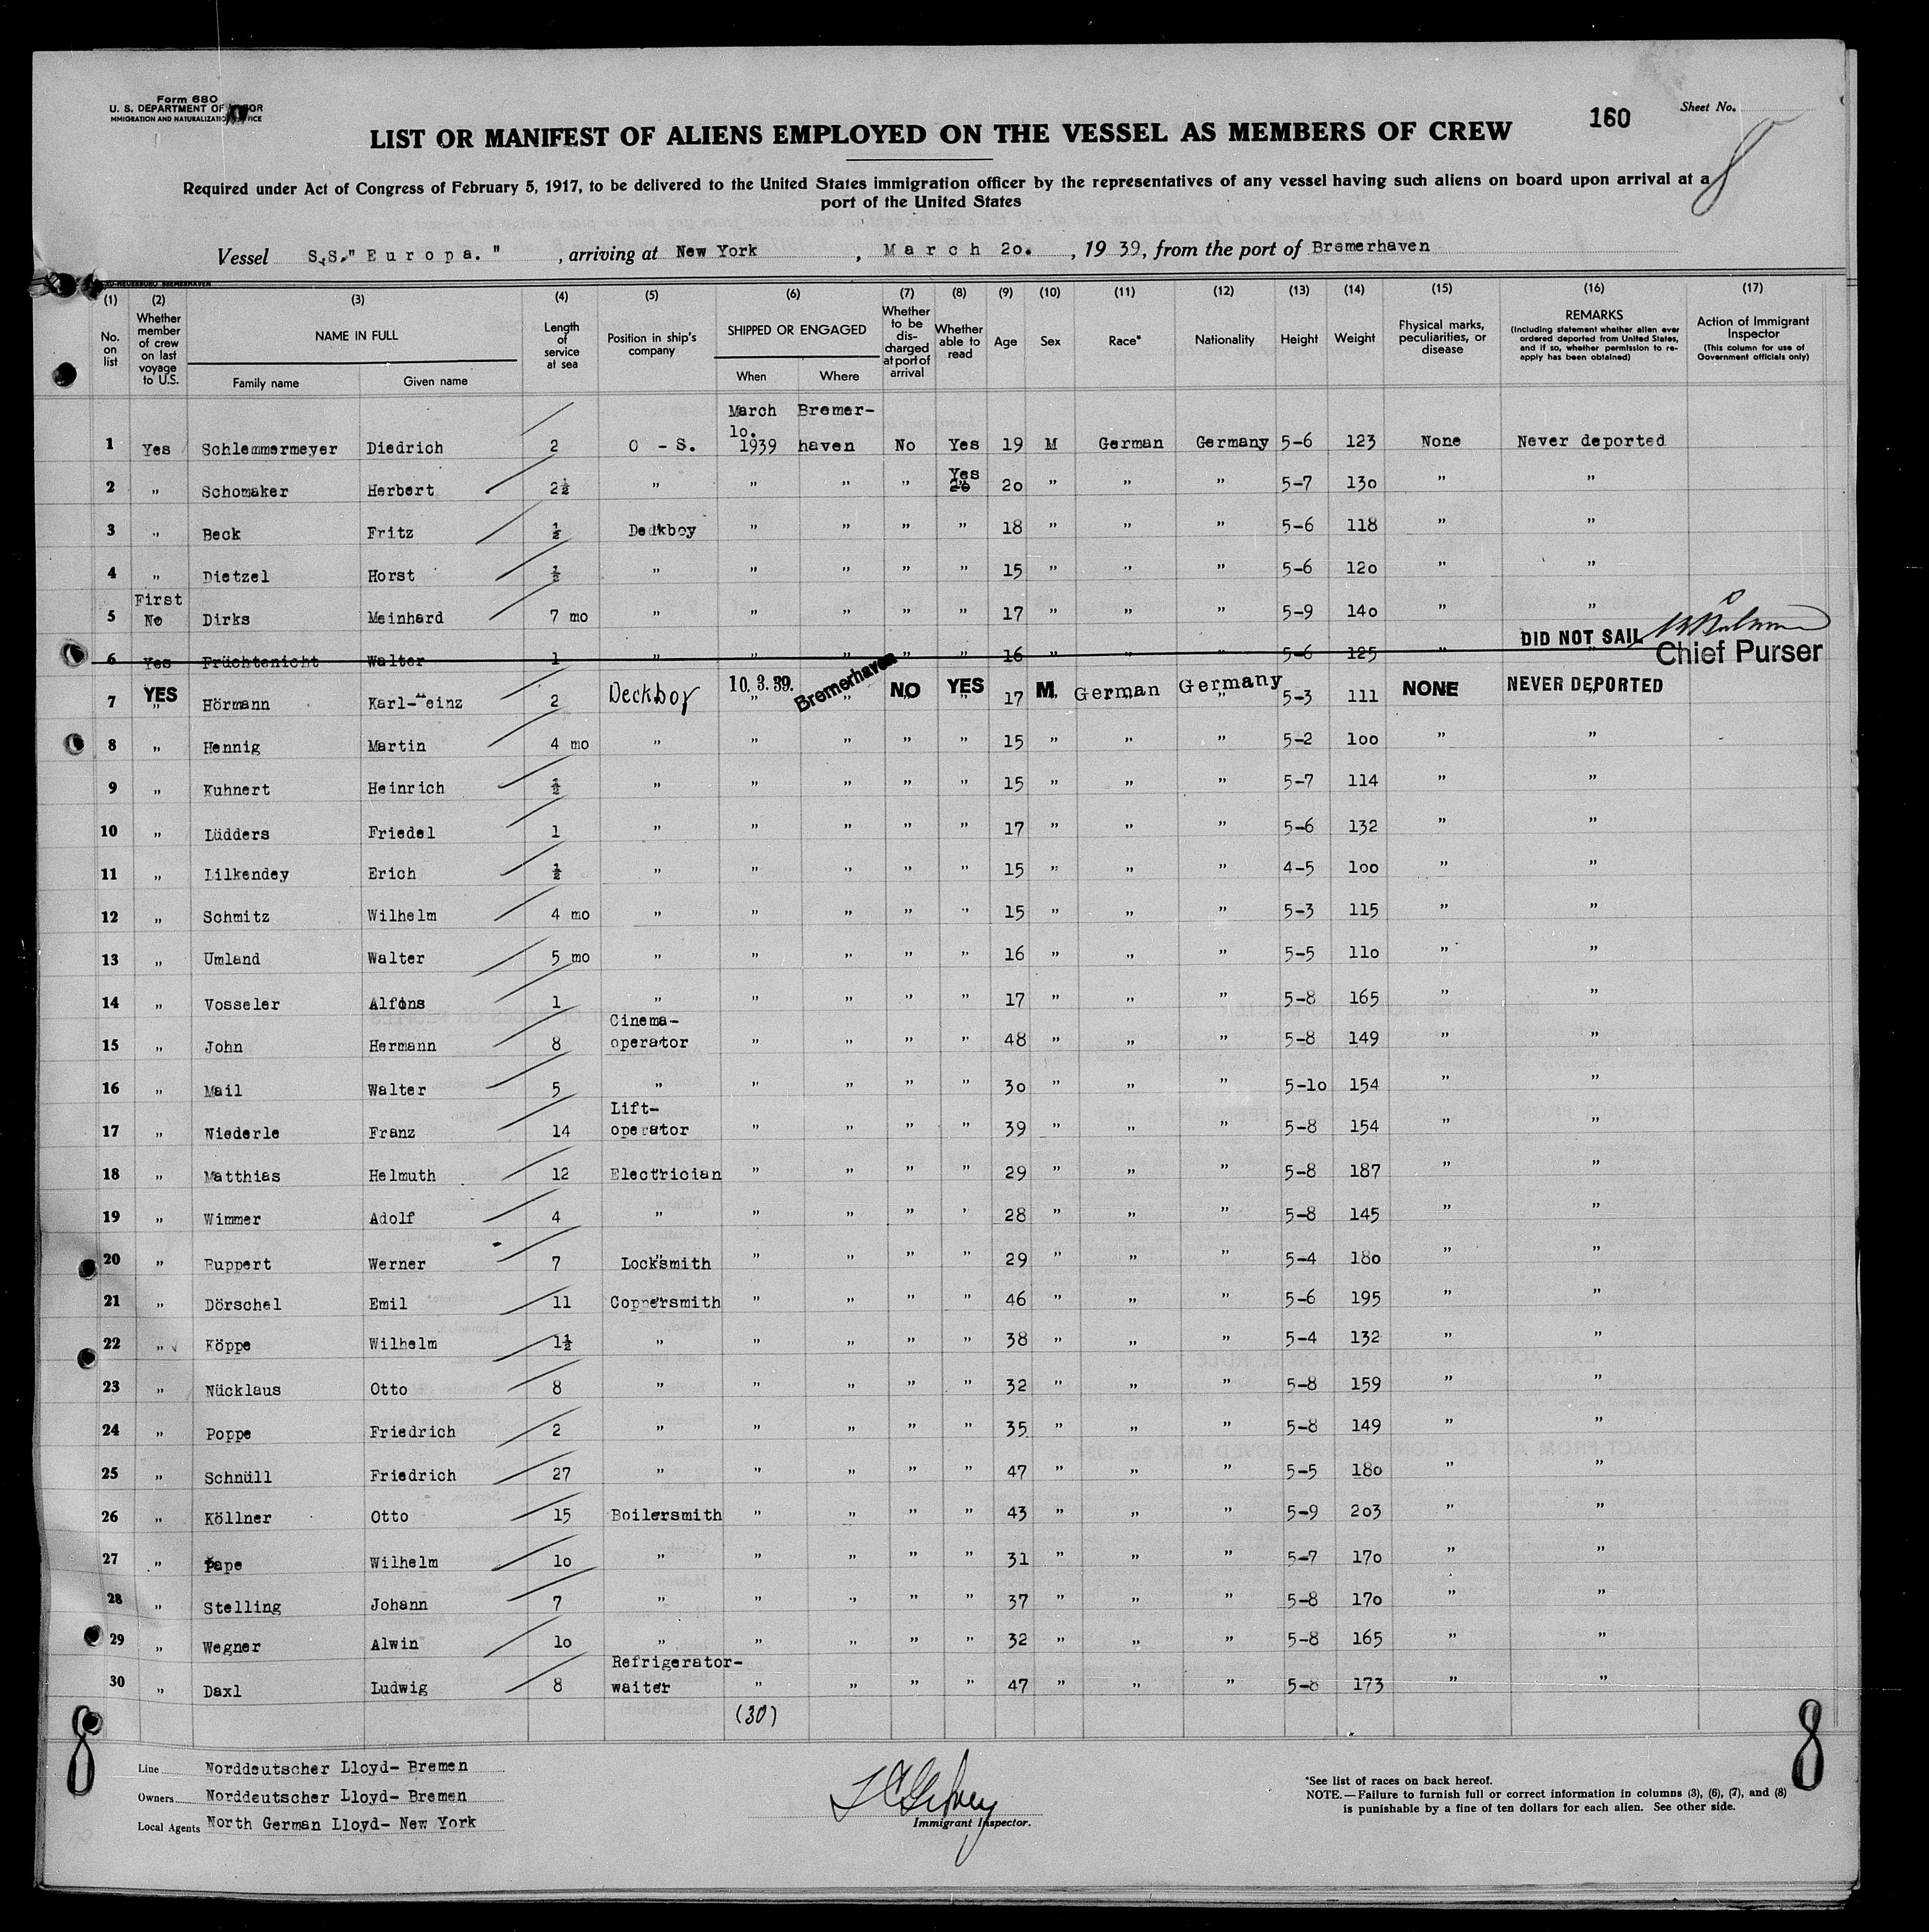 Form 680
U. S. DEPARTMENT OF
IMMIGRATION AND NATURALIZATION SERVICE
160
Sheet No.
8
LIST OR MANIFEST OF ALIENS EMPLOYED ON THE VESSEL AS MEMBERS OF CREW
Required under Act of Congress of February 5, 1917, to be delivered to the United States immigration officer by the representatives of any vessel having such aliens on board upon arrival at a
port of the United States
Vessel S.S." Europa. ", arriving at New York, March 2o., 1939, from the port of Bremerhaven
(1) (2) (3) (4) (5) (6) (7) (8) (9) (10) (11) (12) (13) (14) (15) (16) (17)
No. on list Whether member of crew on last voyage to U.S. NAME IN FULL Family name Given name Length of service at sea Position in ship's company SHIPPED OR ENGAGED When Where Whether to be discharged at port of arrival Whether able to read Age Sex Race* Nationality Height Weight Physical marks, peculiarities, or disease REMARKS (Including statement whether alien ever ordered deported from United States, and if so, whether permission to re-apply has been obtained) Action of Immigrant Inspector (This column for use of Government officials only)
1 Yes Schlemmermeyer Diedrich 2 O - S. March 1o. 1939 Bremerhaven No Yes 19 M German Germany 5-6 123 None Never deported
2 " Schomaker Herbert 2½ " " " " Yes 2o " " " 5-7 13o " "
3 " Beck Fritz ½ Deckboy " " " " 18 " " " 5-6 118 " "
4 " Dietzel Horst ½ " " " " " 15 " " " 5-6 12o " "
5 First No Dirks Meinhard 7 mo " " " " " 17 " " " 5-9 14o " "
6 Yes Früchtenicht Walter 1 " " " " " 16 " " " 5-6 125 " " DID NOT SAIL Chief Purser
7 YES " Hörmann Karl-Heinz 2 Deckboy 10. 3. 39. Bremerhaven NO YES 17 M. German Germany 5-3 111 NONE NEVER DEPORTED
8 " Hennig Martin 4 mo " " " " " 15 " " " 5-2 1oo " "
9 " Kuhnert Heinrich ½ " " " " " 15 " " " 5-7 114 " "
10 " Lüdders Friedel 1 " " " " " 17 " " " 5-6 132 " "
11 " Lilkendey Erich ½ " " " " " 15 " " " 4-5 1oo " "
12 " Schmitz Wilhelm 4 mo " " " " " 15 " " " 5-3 115 " "
13 " Umland Walter 5 mo " " " " " 16 " " " 5-5 11o " "
14 " Vosseler Alfons 1 " " " " " 17 " " " 5-8 165 " "
15 " John Hermann 8 Cinema-operator " " " " 48 " " " 5-8 149 " "
16 " Mail Walter 5 " " " " " 3o " " " 5-1o 154 " "
17 " Niederle Franz 14 Lift-operator " " " " 39 " " " 5-8 154 " "
18 " Matthias Helmuth 12 Electrician " " " " 29 " " " 5-8 187 " "
19 " Wimmer Adolf 4 " " " " " 28 " " " 5-8 145 " "
20 " Ruppert Werner 7 Locksmith " " " " 29 " " " 5-4 18o " "
21 " Dörschel Emil 11 Coppersmith " " " " 46 " " " 5-6 195 " "
22 " Köppe Wilhelm 1½ " " " " " 38 " " " 5-4 132 " "
23 " Nücklaus Otto 8 " " " " " 32 " " " 5-8 159 " "
24 " Poppe Friedrich 2 " " " " " 35 " " " 5-8 149 " "
25 " Schnüll Friedrich 27 " " " " " 47 " " " 5-5 18o " "
26 " Köllner Otto 15 Boilersmith " " " " 43 " " " 5-9 2o3 " "
27 " Pape Wilhelm 1o " " " " " 31 " " " 5-7 17o " "
28 " Stelling Johann 7 " " " " " 37 " " " 5-8 17o " "
29 " Wegner Alwin 1o " " " " " 32 " " " 5-8 165 " "
30 " Daxl Ludwig 8 Refrigerator-waiter " " " " 47 " " " 5-8 173 " "
(30)
8 8
Line Norddeutscher Lloyd- Bremen
Owners Norddeutscher Lloyd- Bremen
Local Agents North German Lloyd- New York
Immigrant Inspector.
*See list of races on back hereof.
NOTE.—Failure to furnish full or correct information in columns (3), (6), (7), and (8)
is punishable by a fine of ten dollars for each alien. See other side.